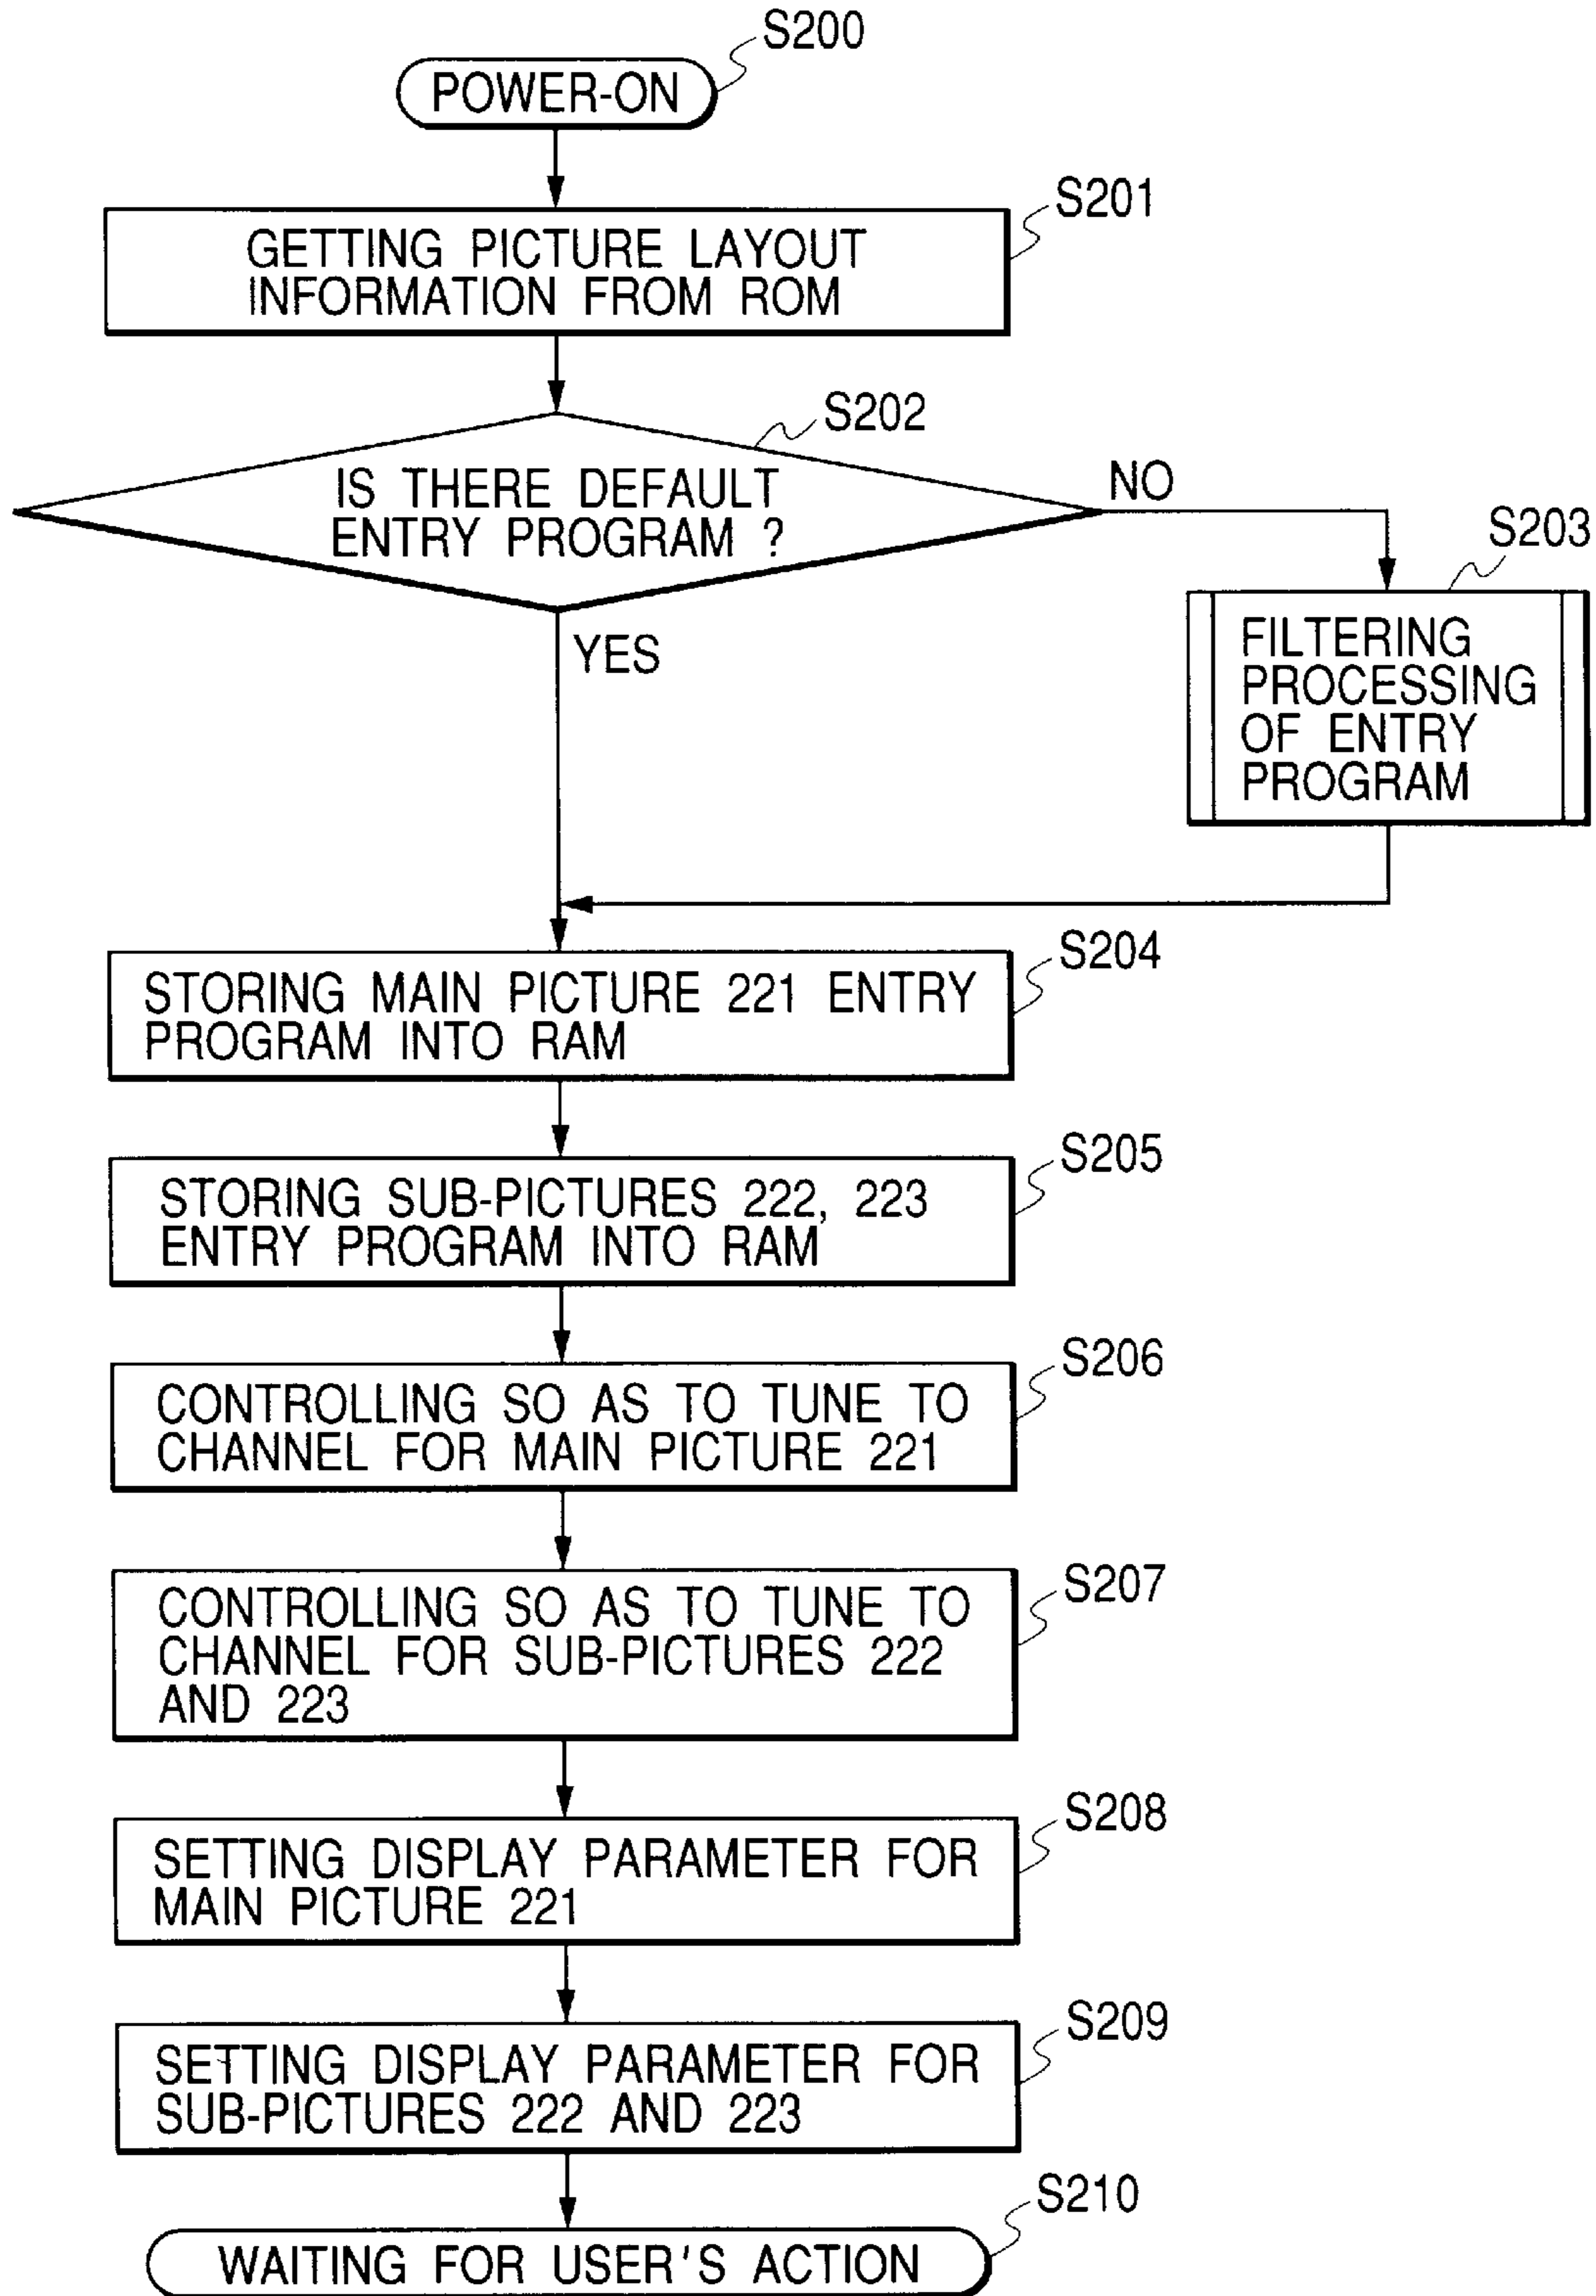 S200
POWER-ON
S201
GETTING PICTURE LAYOUT
INFORMATION FROM ROM
S202
IS THERE DEFAULT
ENTRY PROGRAM ?
NO
YES
S203
FILTERING
PROCESSING
OF ENTRY
PROGRAM
S204
STORING MAIN PICTURE 221 ENTRY
PROGRAM INTO RAM
S205
STORING SUB-PICTURES 222, 223
ENTRY PROGRAM INTO RAM
S206
CONTROLLING SO AS TO TUNE TO
CHANNEL FOR MAIN PICTURE 221
S207
CONTROLLING SO AS TO TUNE TO
CHANNEL FOR SUB-PICTURES 222
AND 223
S208
SETTING DISPLAY PARAMETER FOR
MAIN PICTURE 221
S209
SETTING DISPLAY PARAMETER FOR
SUB-PICTURES 222 AND 223
S210
WAITING FOR USER'S ACTION